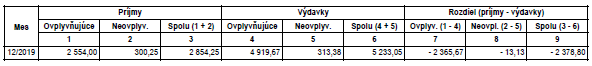 Mes
Príjmy
Výdavky
Rozdiel (príjmy - výdavky)
Ovplyvňujúce Neovplyv. Spolu (1 + 2) Ovplyvňujúce Neovplyv. Spolu (4 + 5) Ovplyv. (1 - 4) Neovpl. (2 - 5) Spolu (3 - 6)
1 2 3 4 5 6 7 8 9
12/2019 2 554,00 300,25 2 854,25 4 919,67 313,38 5 233,05 - 2 365,67 - 13,13 - 2 378,80